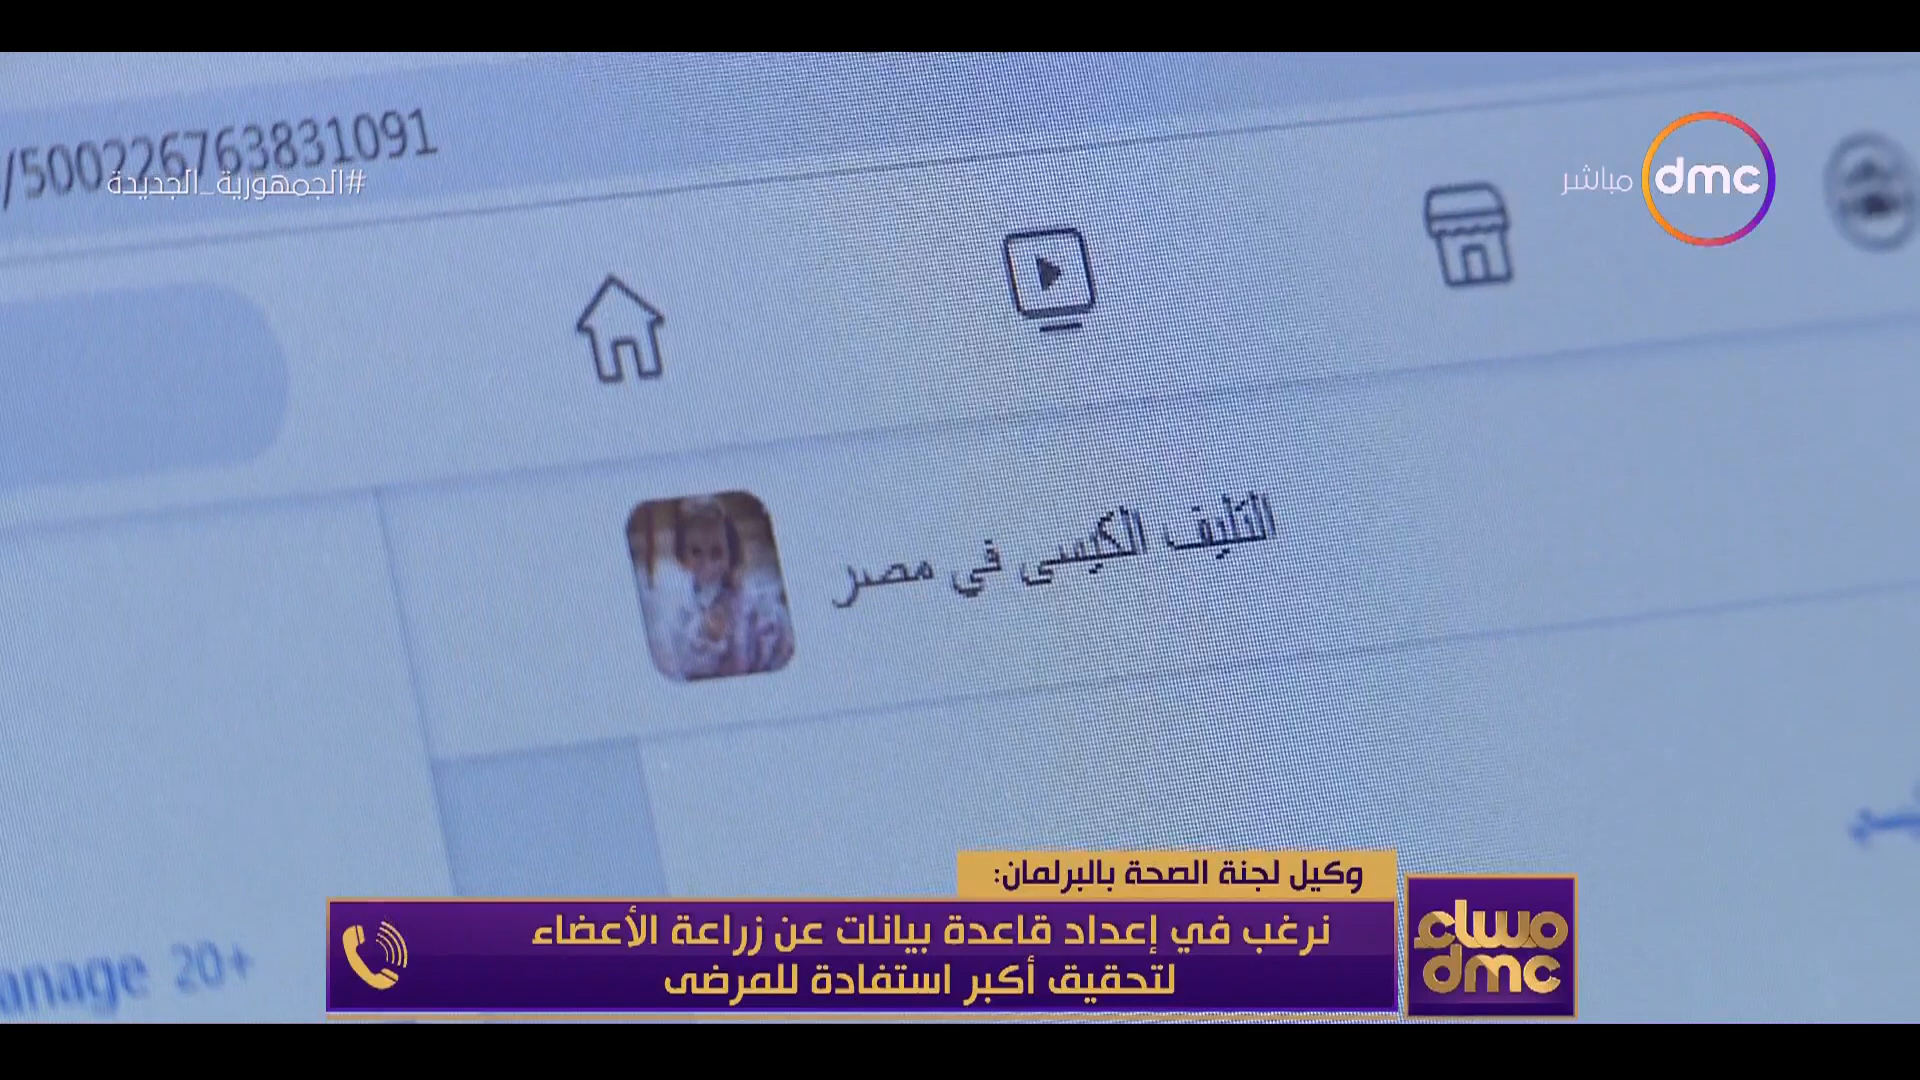 /500226763831091
#الجمهورية_الجديدة
مباشر
dmc
التليف الكيسى في مصر
anage 20+
وكيل لجنة الصحة بالبرلمان:
نرغب في إعداد قاعدة بيانات عن زراعة الأعضاء
لتحقيق أكبر استفادة للمرضى
مساء
dmc